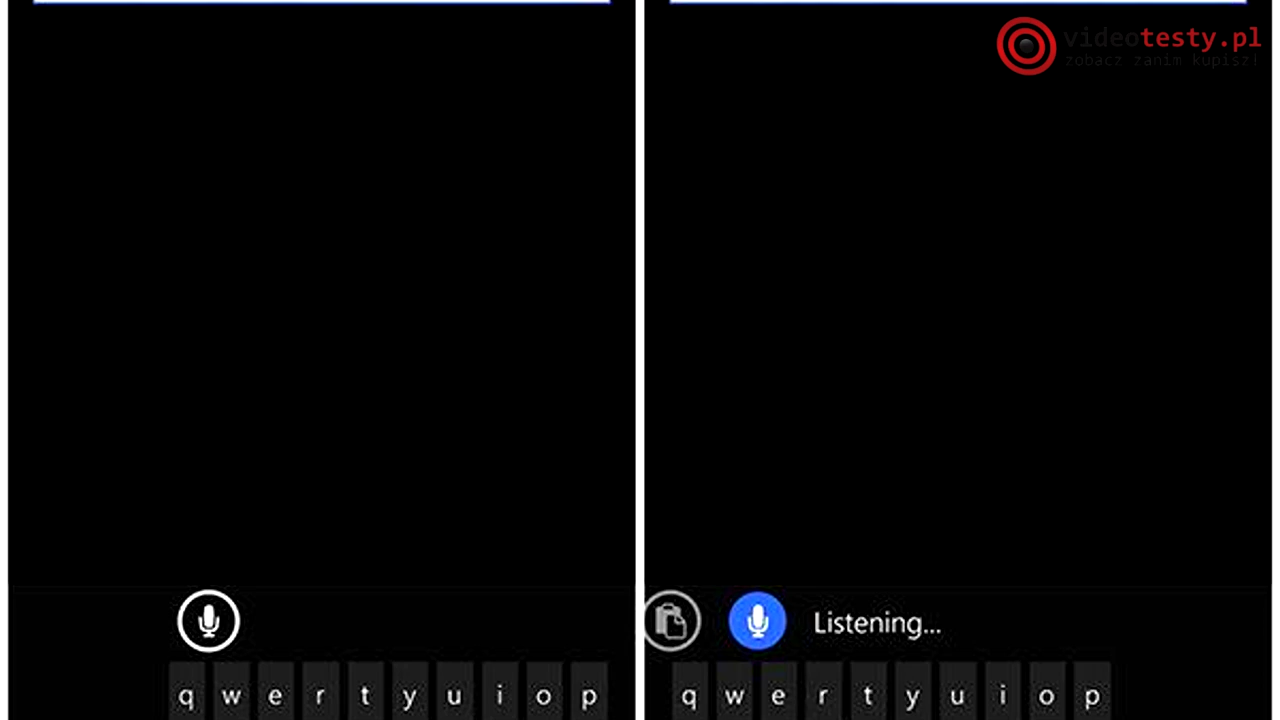 videotesty.pl
zobacz zanim kupisz!
Listening...
q w e r t y u i o p
q w e r t y u i o p